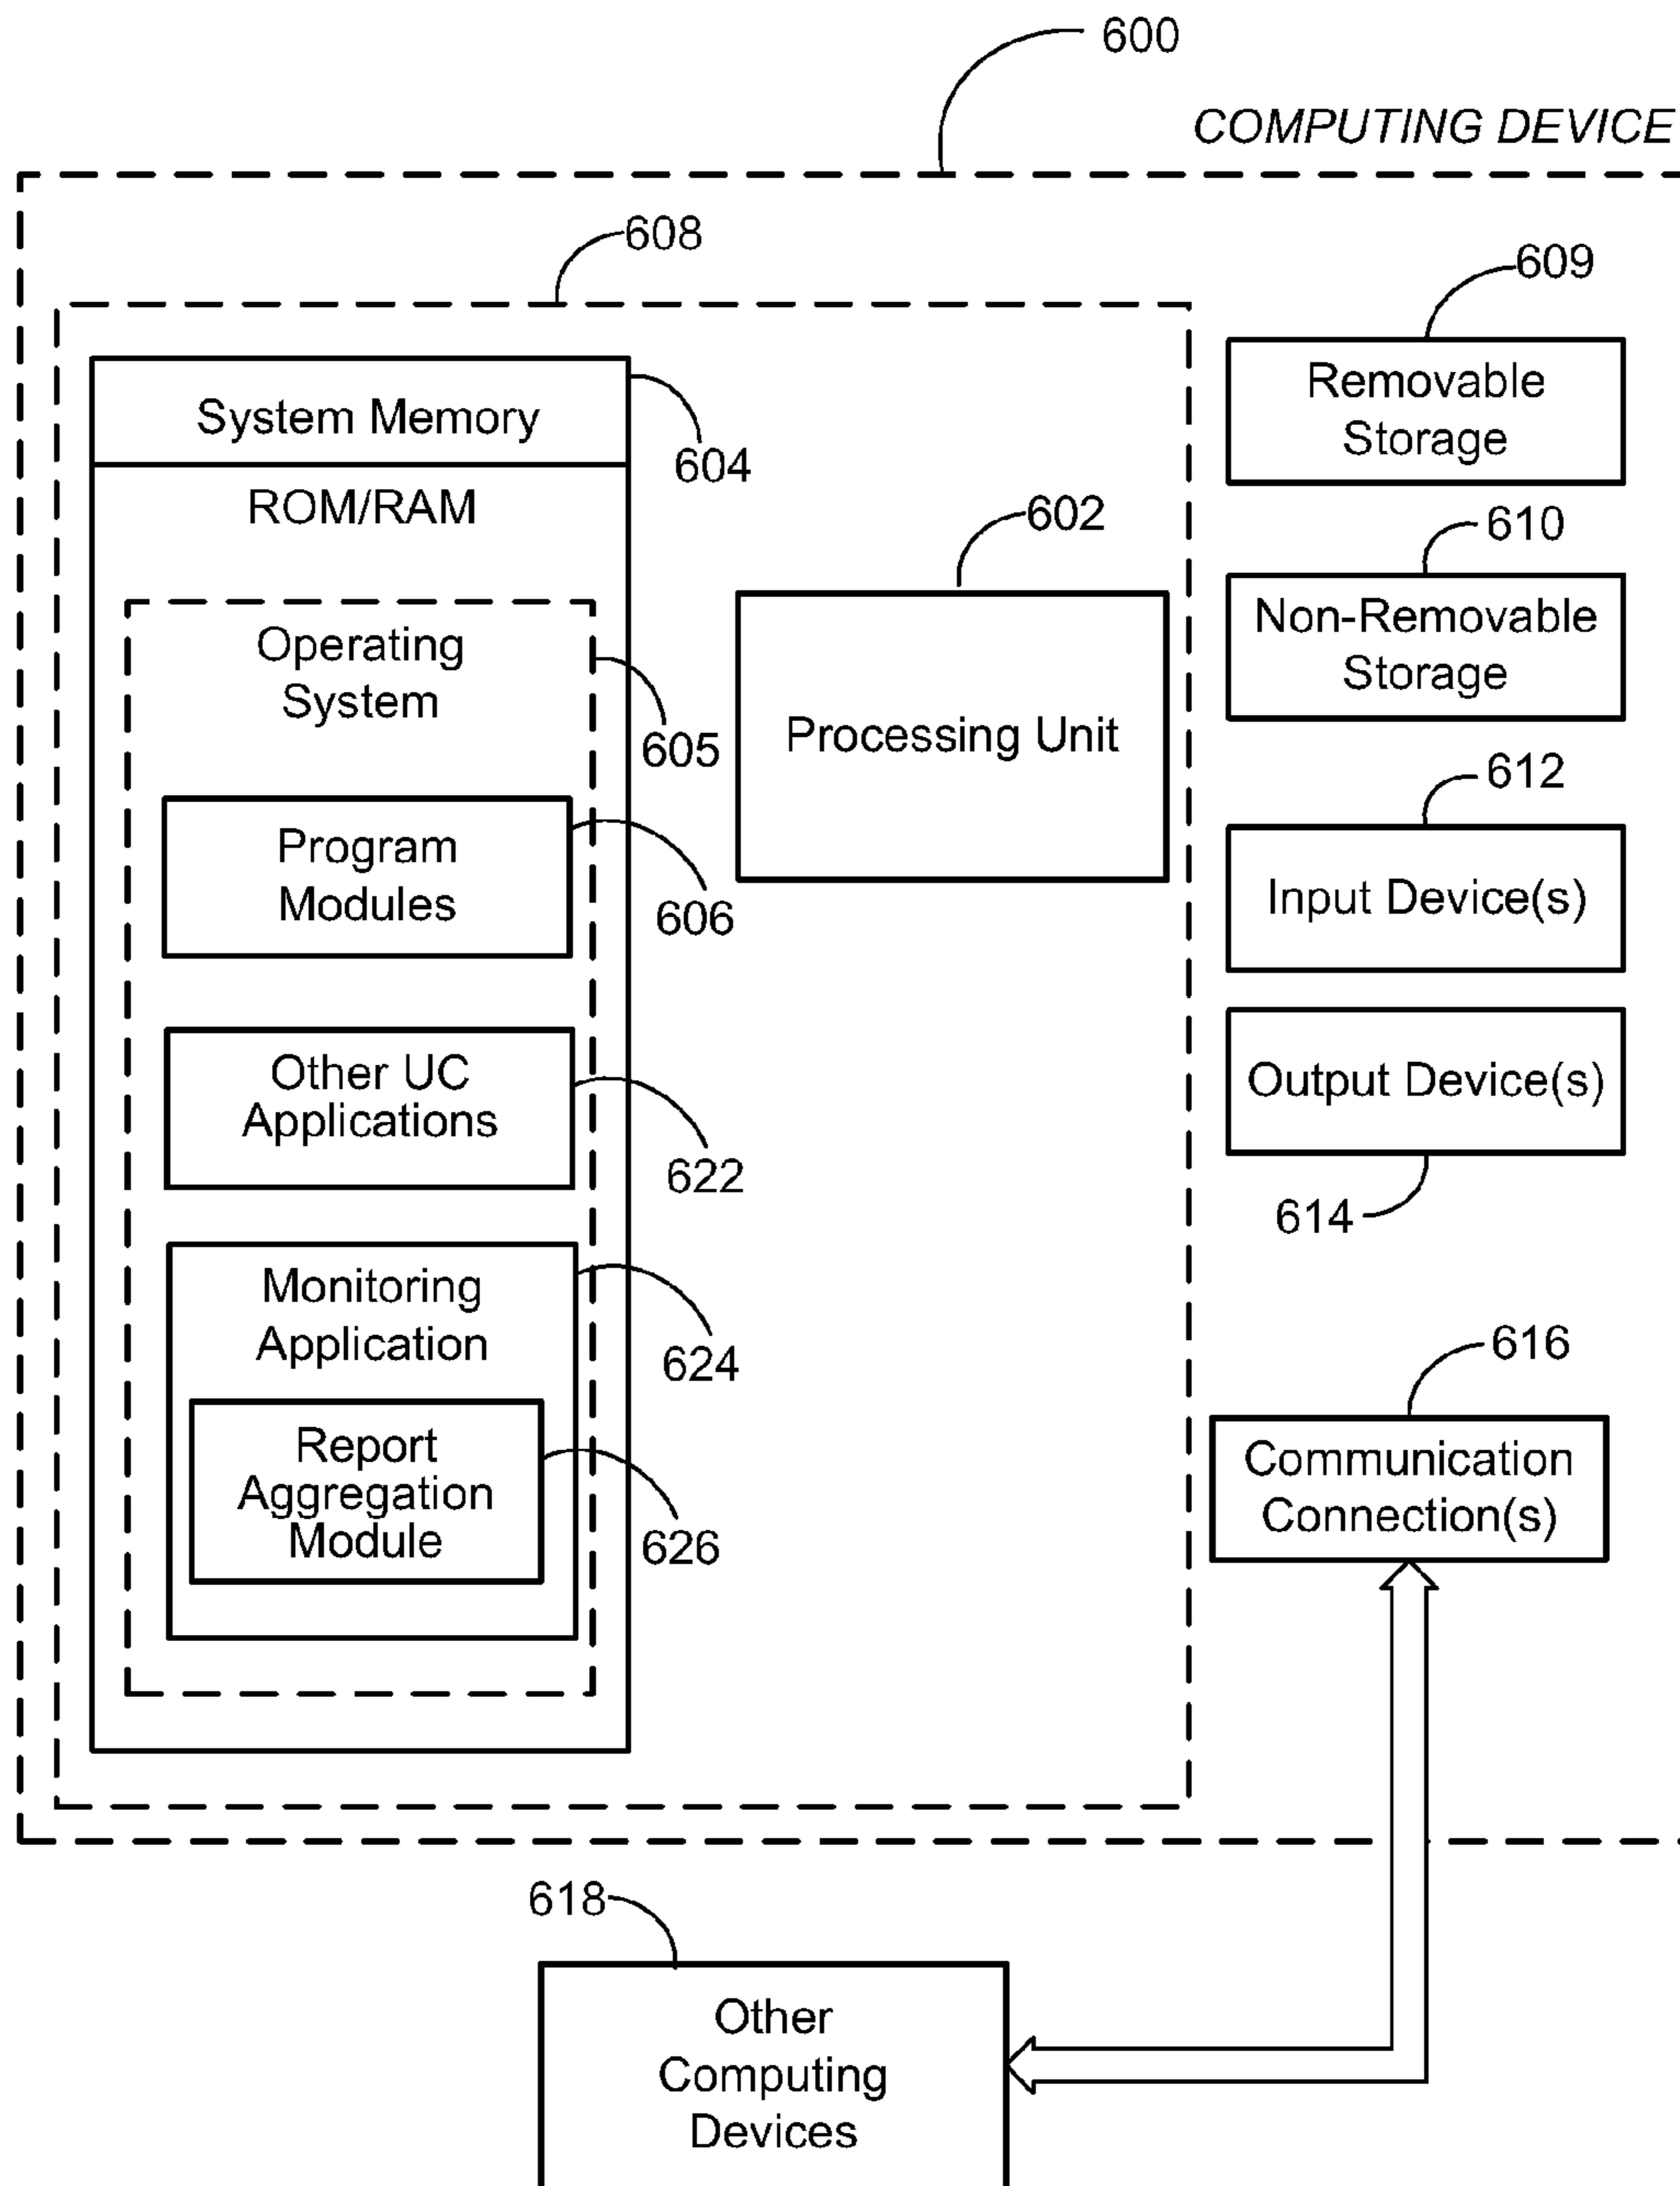 600
COMPUTING DEVICE
608
609
Removable
Storage
System Memory
604
ROM/RAM
602
610
Non-Removable
Storage
Operating
System
605
Processing Unit
612
Input Device(s)
Program
Modules
606
Output Device(s)
614
Other UC
Applications
622
Monitoring
Application
624
616
Communication
Connection(s)
Report
Aggregation
Module
626
618
Other
Computing
Devices